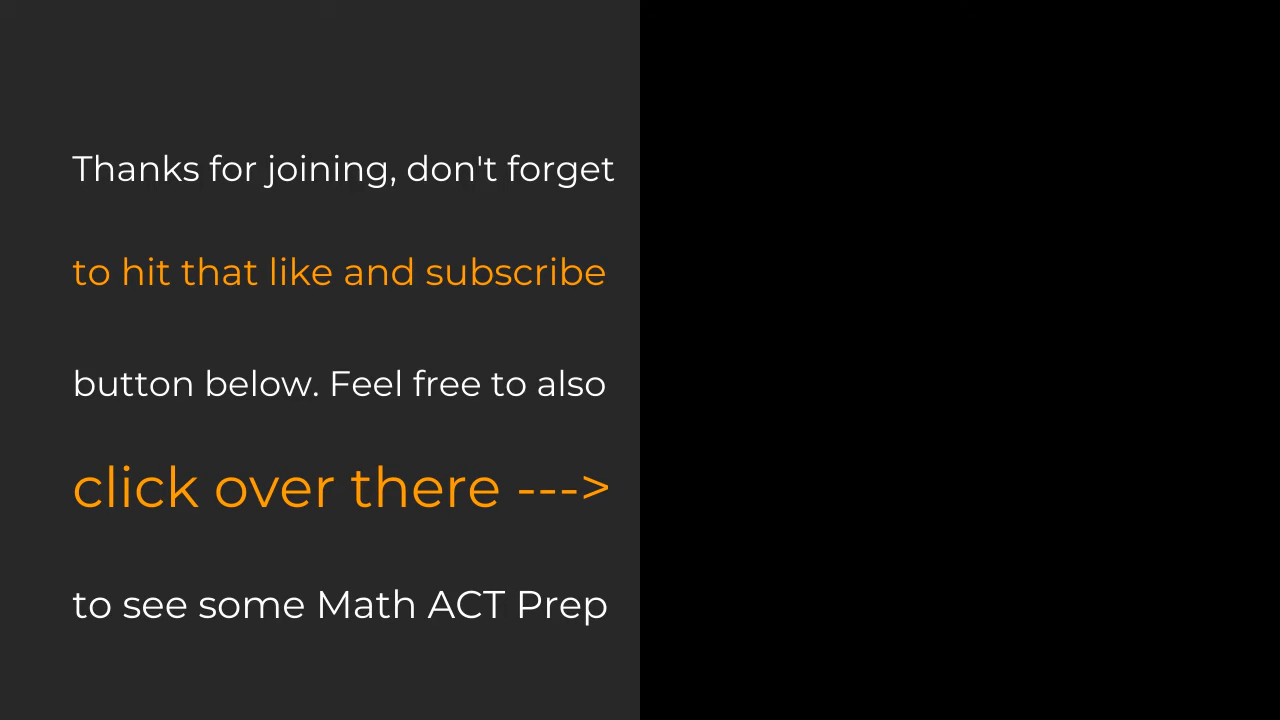 Thanks for joining, don't forget
to hit that like and subscribe
button below. Feel free to also
click over there --->
to see some Math ACT Prep